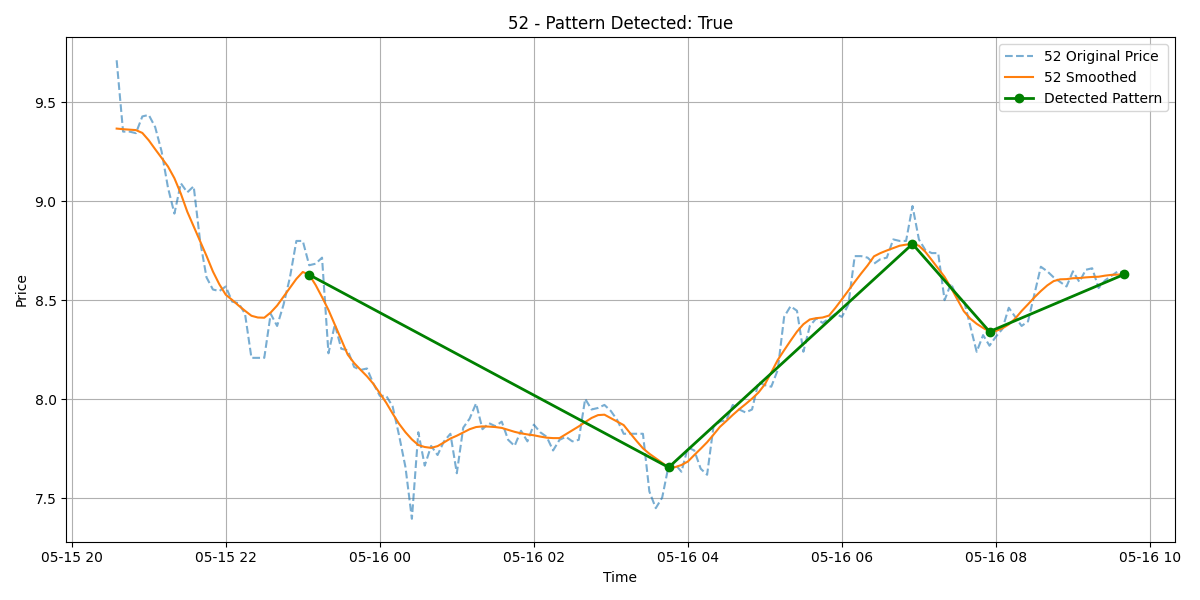 52 - Pattern Detected: True
52 Original Price
52 Smoothed
Detected Pattern
Price
9.5
9.0
8.5
8.0
7.5
05-15 20
05-15 22
05-16 00
05-16 02
05-16 04
05-16 06
05-16 08
05-16 10
Time